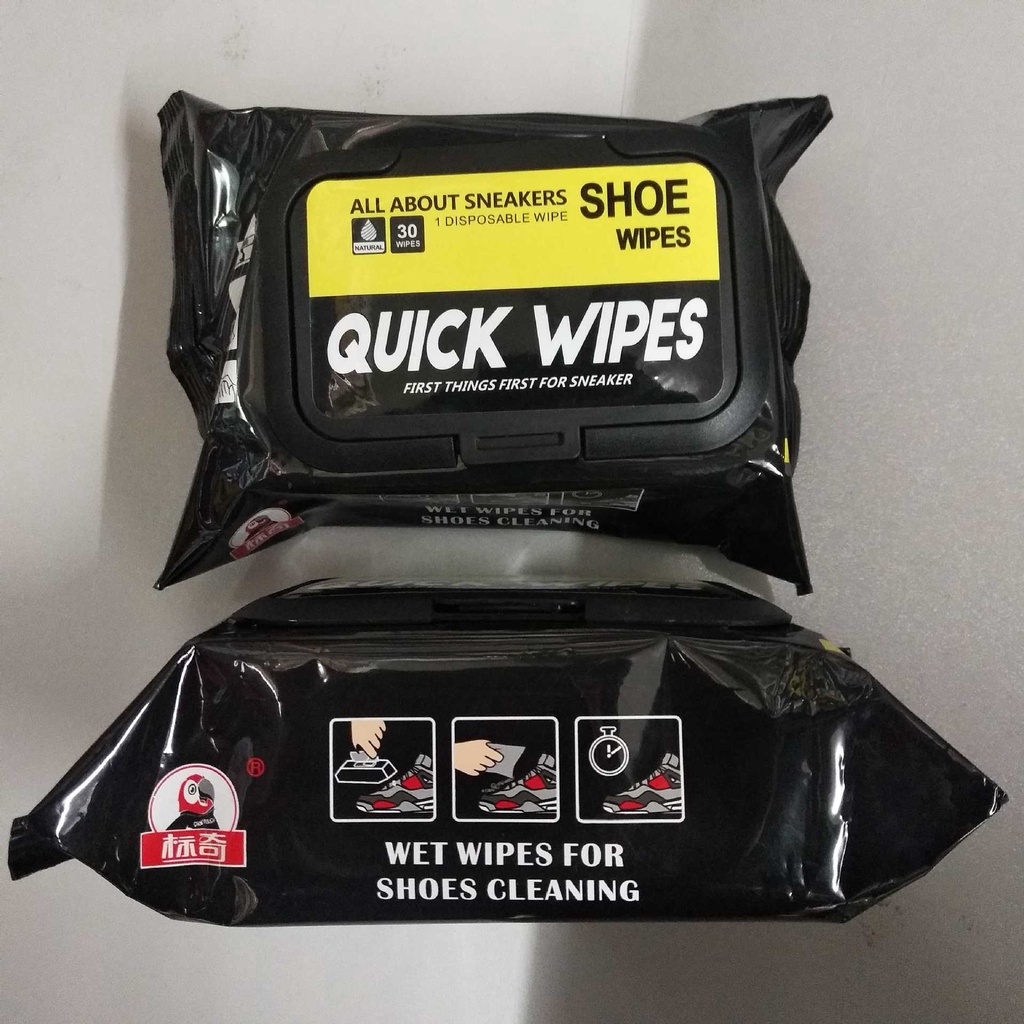 ALL ABOUT SNEAKERS
1 DISPOSABLE WIPE
SHOE
WIPES
NATURAL
30
WIPES
QUICK WIPES
FIRST THINGS FIRST FOR SNEAKER
WET WIPES FOR
SHOES CLEANING
®
标奇
WET WIPES FOR
SHOES CLEANING